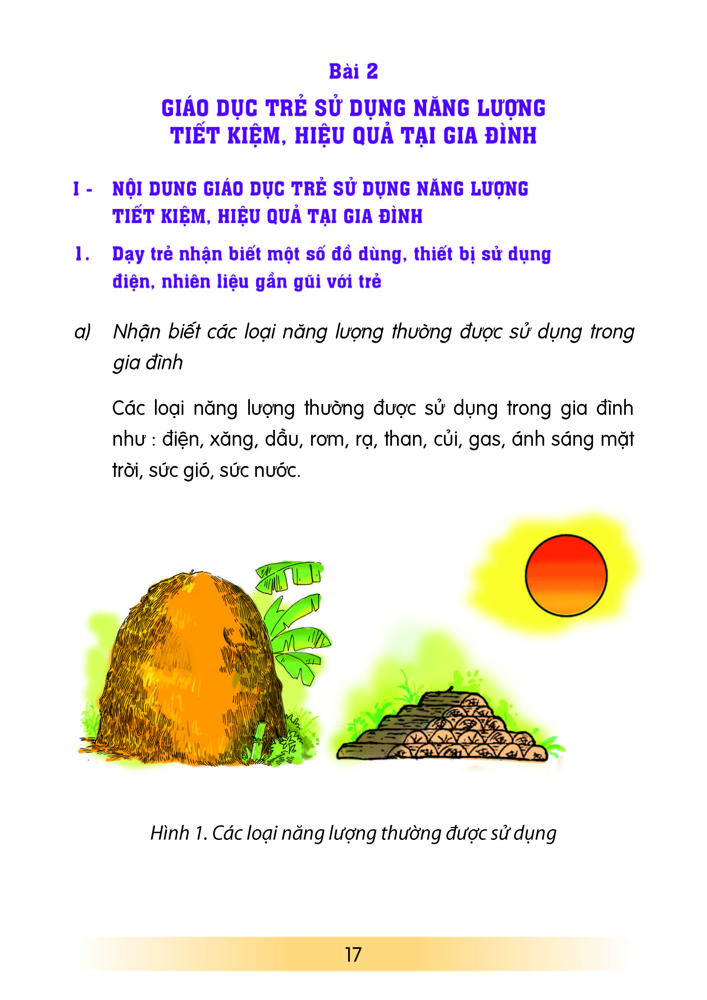 Bài 2
GIÁO DỤC TRẺ SỬ DỤNG NĂNG LƯỢNG
TIẾT KIỆM, HIỆU QUẢ TẠI GIA ĐÌNH
I - NỘI DUNG GIÁO DỤC TRẺ SỬ DỤNG NĂNG LƯỢNG
TIẾT KIỆM, HIỆU QUẢ TẠI GIA ĐÌNH
1. Dạy trẻ nhận biết một số đồ dùng, thiết bị sử dụng
điện, nhiên liệu gần gũi với trẻ
a) Nhận biết các loại năng lượng thường được sử dụng trong
gia đình
Các loại năng lượng thường được sử dụng trong gia đình
như : điện, xăng, dầu, rơm, rạ, than, củi, gas, ánh sáng mặt
trời, sức gió, sức nước.
Hình 1. Các loại năng lượng thường được sử dụng
17